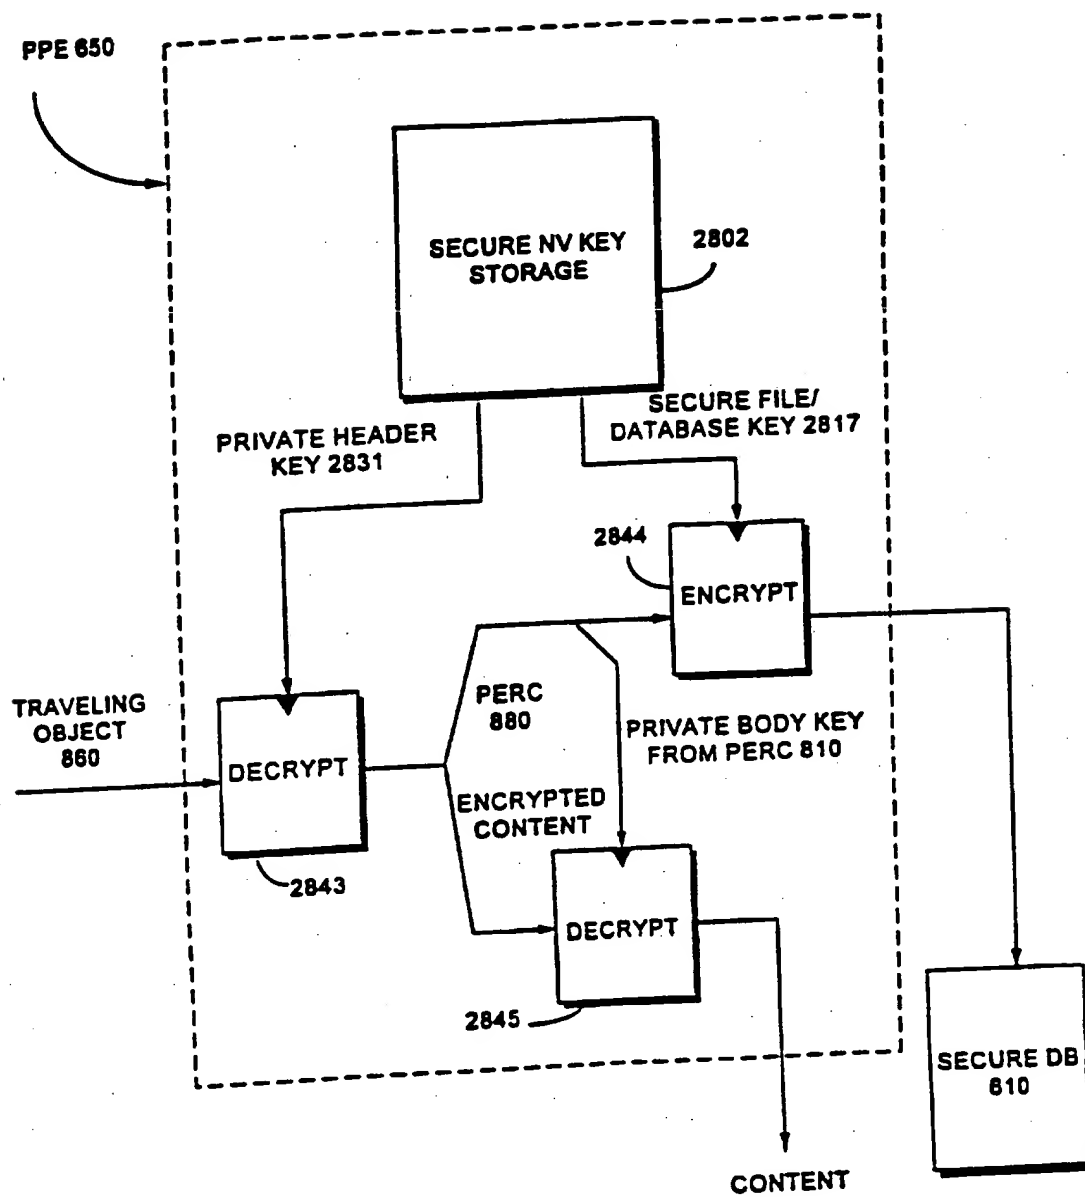 PPE 650
SECURE NV KEY
STORAGE
2802
PRIVATE HEADER
KEY 2831
SECURE FILE/
DATABASE KEY 2817
2844
ENCRYPT
TRAVELING
OBJECT
860
DECRYPT
PERC
880
PRIVATE BODY KEY
FROM PERC 810
ENCRYPTED
CONTENT
2843
DECRYPT
2845
SECURE DB
610
CONTENT